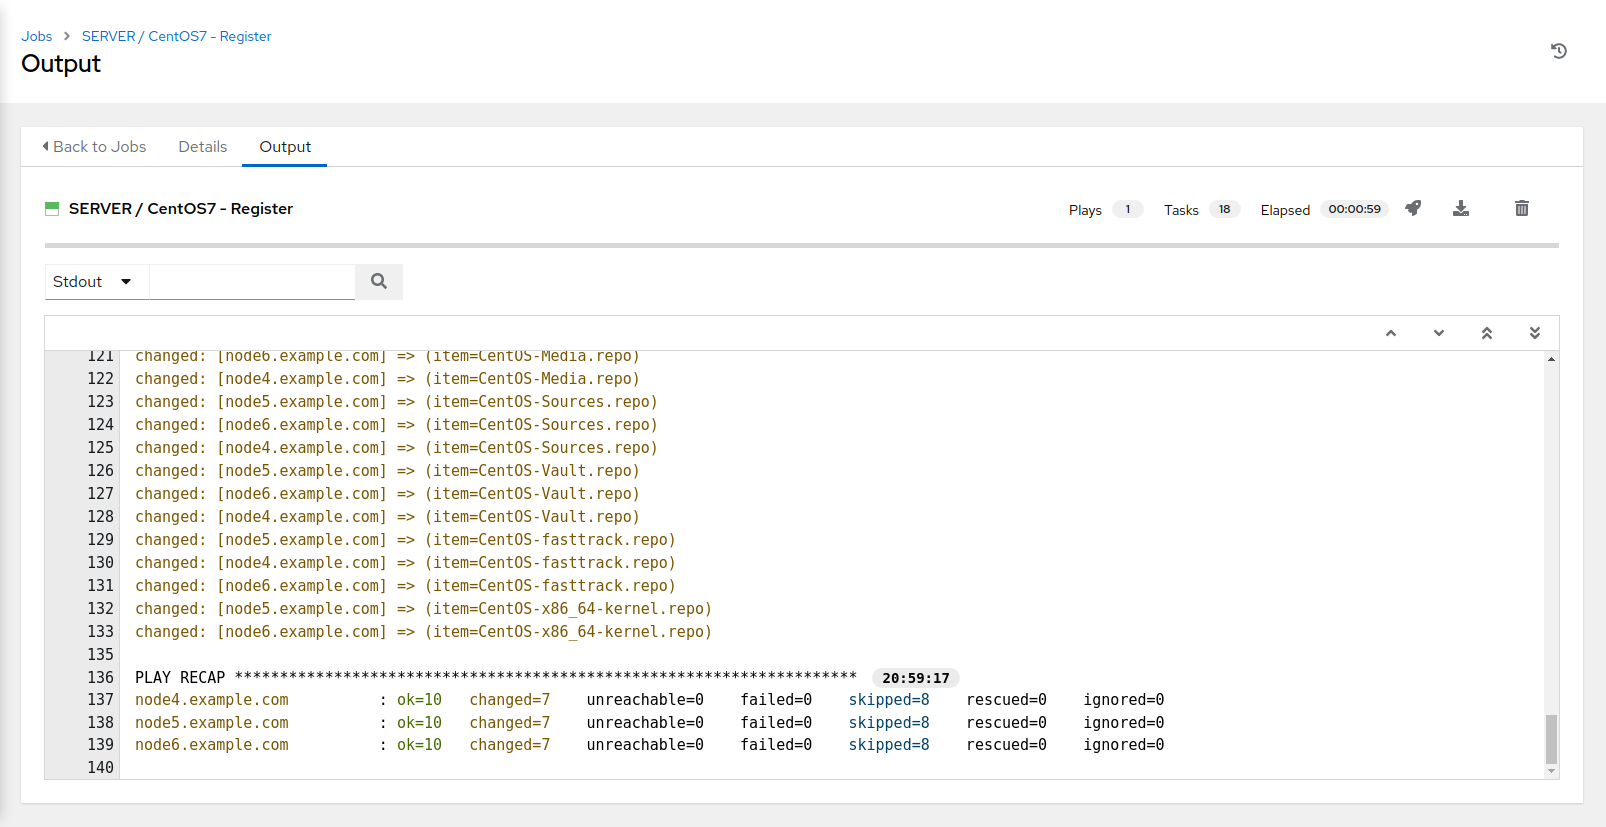 Jobs > SERVER / CentOS7 - Register
Output
Back to Jobs Details Output
SERVER / CentOS7 - Register Plays 1 Tasks 18 Elapsed 00:00:59
Stdout
121 changed: [node6.example.com] => (item=CentOS-Media.repo)
122 changed: [node4.example.com] => (item=CentOS-Media.repo)
123 changed: [node5.example.com] => (item=CentOS-Sources.repo)
124 changed: [node6.example.com] => (item=CentOS-Sources.repo)
125 changed: [node4.example.com] => (item=CentOS-Sources.repo)
126 changed: [node5.example.com] => (item=CentOS-Vault.repo)
127 changed: [node6.example.com] => (item=CentOS-Vault.repo)
128 changed: [node4.example.com] => (item=CentOS-Vault.repo)
129 changed: [node5.example.com] => (item=CentOS-fasttrack.repo)
130 changed: [node4.example.com] => (item=CentOS-fasttrack.repo)
131 changed: [node6.example.com] => (item=CentOS-fasttrack.repo)
132 changed: [node5.example.com] => (item=CentOS-x86_64-kernel.repo)
133 changed: [node6.example.com] => (item=CentOS-x86_64-kernel.repo)
135
136 PLAY RECAP ********************************************************************* 20:59:17
137 node4.example.com : ok=10 changed=7 unreachable=0 failed=0 skipped=8 rescued=0 ignored=0
138 node5.example.com : ok=10 changed=7 unreachable=0 failed=0 skipped=8 rescued=0 ignored=0
139 node6.example.com : ok=10 changed=7 unreachable=0 failed=0 skipped=8 rescued=0 ignored=0
140